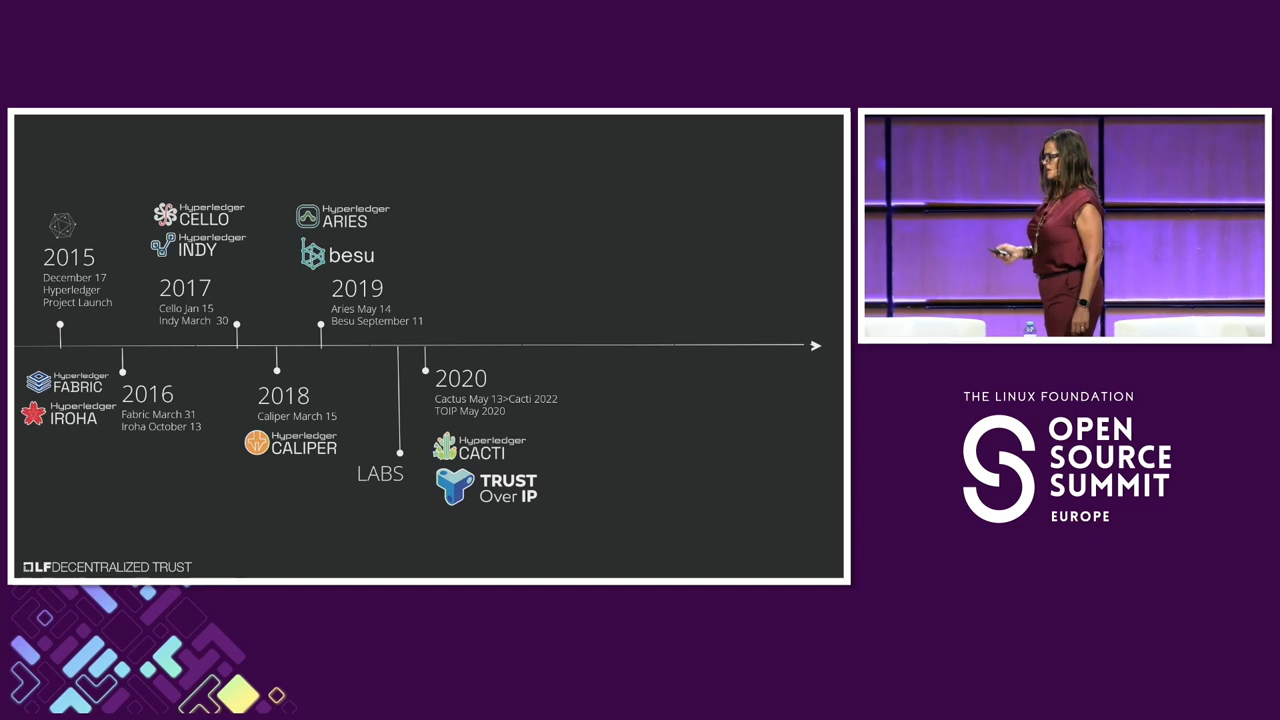 Hyperledger
CELLO
Hyperledger
INDY
Hyperledger
ARIES
besu
2015
December 17
Hyperledger
Project Launch
2017
Cello Jan 15
Indy March 30
2019
Aries May 14
Besu September 11
Hyperledger
FABRIC
Hyperledger
IROHA
2016
Fabric March 31
Iroha October 13
2018
Caliper March 15
Hyperledger
CALIPER
LABS
2020
Cactus May 13>Cacti 2022
TOIP May 2020
Hyperledger
CACTI
TRUST
Over IP
LFDECENTRALIZED TRUST
THE LINUX FOUNDATION
OPEN
SOURCE
SUMMIT
EUROPE